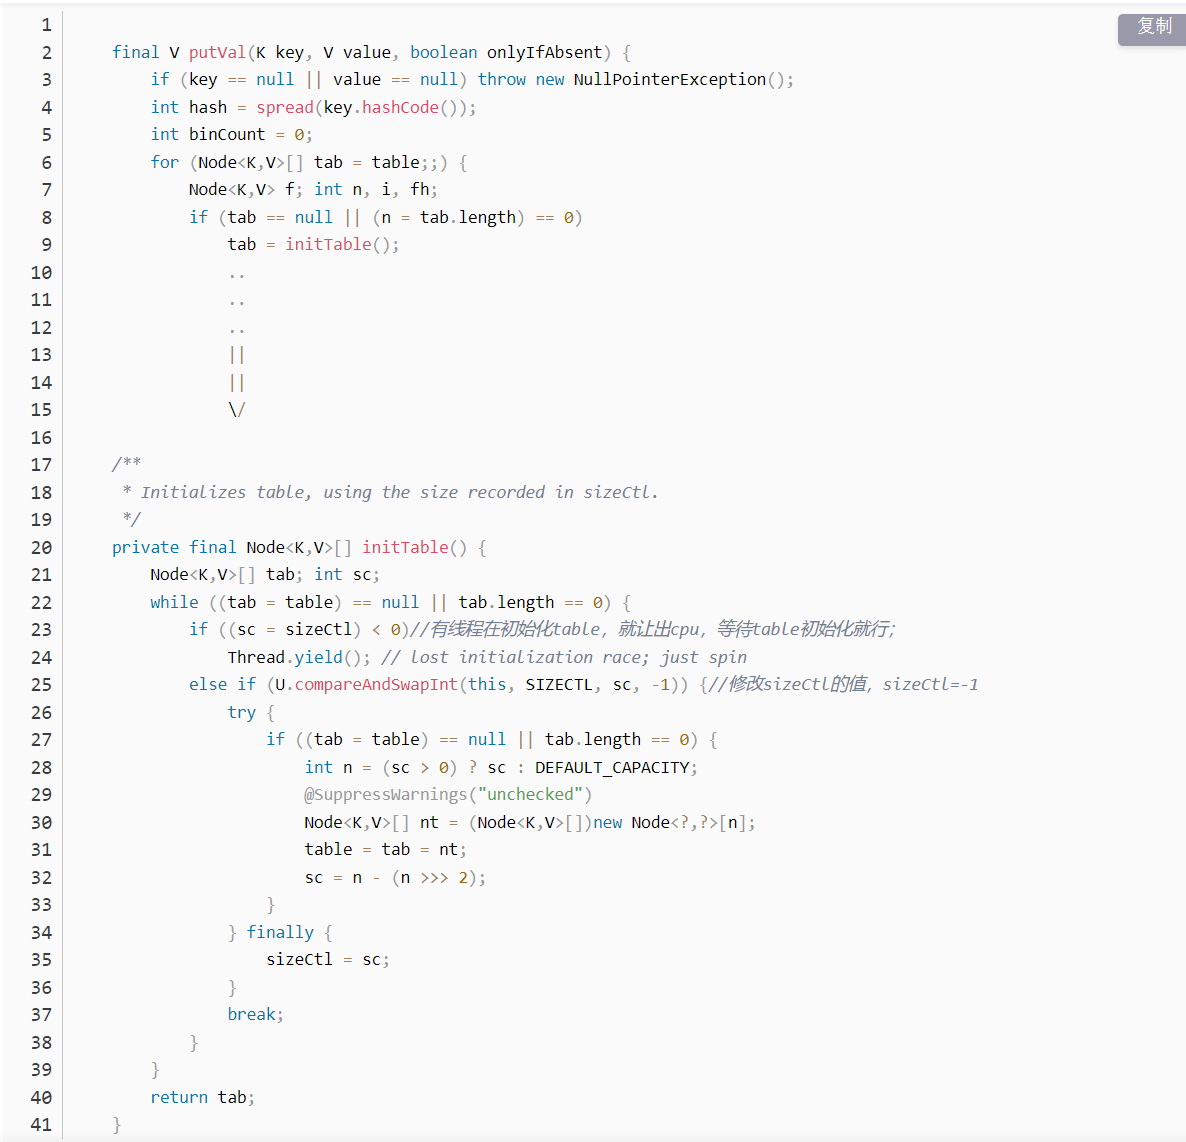 复制
1
2 final V putVal(K key, V value, boolean onlyIfAbsent) {
3 if (key == null || value == null) throw new NullPointerException();
4 int hash = spread(key.hashCode());
5 int binCount = 0;
6 for (Node<K,V>[] tab = table;;) {
7 Node<K,V> f; int n, i, fh;
8 if (tab == null || (n = tab.length) == 0)
9 tab = initTable();
10 ..
11 ..
12 ..
13 ||
14 ||
15 \/
16
17 /**
18 * Initializes table, using the size recorded in sizeCtl.
19 */
20 private final Node<K,V>[] initTable() {
21 Node<K,V>[] tab; int sc;
22 while ((tab = table) == null || tab.length == 0) {
23 if ((sc = sizeCtl) < 0)//有线程在初始化table，就让出cpu，等待table初始化就行；
24 Thread.yield(); // lost initialization race; just spin
25 else if (U.compareAndSwapInt(this, SIZECTL, sc, -1)) {//修改sizeCtl的值，sizeCtl=-1
26 try {
27 if ((tab = table) == null || tab.length == 0) {
28 int n = (sc > 0) ? sc : DEFAULT_CAPACITY;
29 @SuppressWarnings("unchecked")
30 Node<K,V>[] nt = (Node<K,V>[])new Node<?,?>[n];
31 table = tab = nt;
32 sc = n - (n >>> 2);
33 }
34 } finally {
35 sizeCtl = sc;
36 }
37 break;
38 }
39 }
40 return tab;
41 }